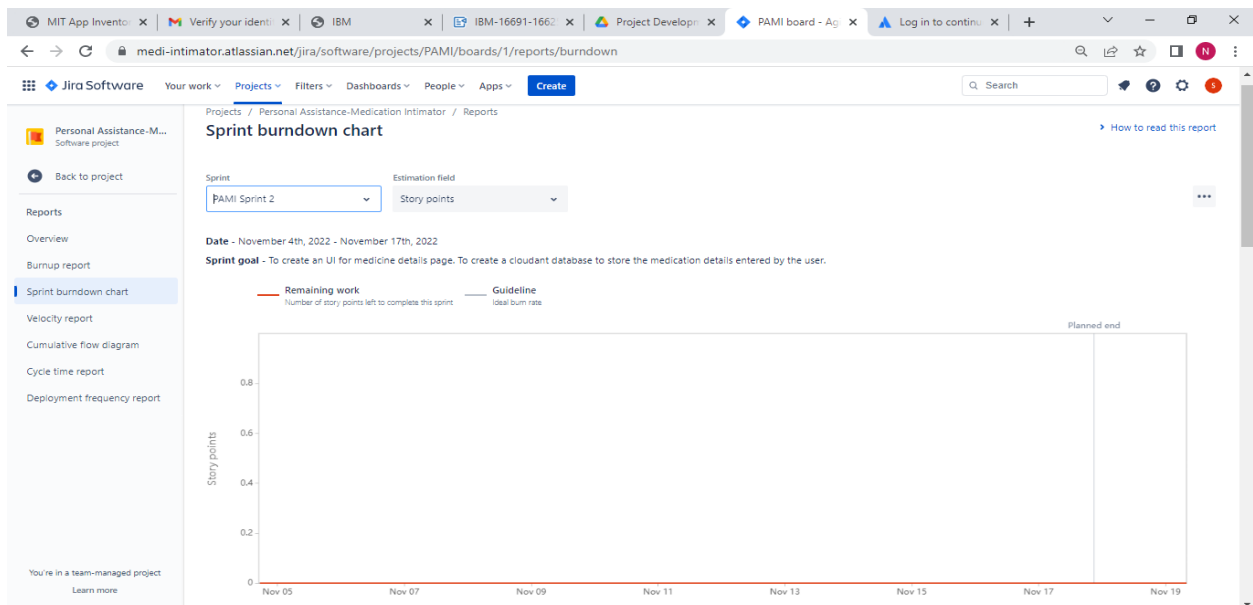 MIT App Invento
Verify your identi
IBM
IBM-16691-1662
Project Developm
PAMI board - Ag
Log in to continu
medi-intimator.atlassian.net/jira/software/projects/PAMI/boards/1/reports/burndown
N
Jira Software
Your work
Projects
Filters
Dashboards
People
Apps
Create
Search
S
Projects / Personal Assistance-Medication Intimator / Reports
Sprint burndown chart
How to read this report
Personal Assistance-M...
Software project
Back to project
Reports
Overview
Burnup report
Sprint burndown chart
Velocity report
Cumulative flow diagram
Cycle time report
Deployment frequency report
You're in a team-managed project
Learn more
Sprint
Estimation field
PAMI Sprint 2
Story points
Date - November 4th, 2022 - November 17th, 2022
Sprint goal - To create an UI for medicine details page. To create a cloudant database to store the medication details entered by the user.
Remaining work
Number of story points left to complete this sprint
Guideline
Ideal burn rate
Planned end
Story points
0.8
0.6
0.4
0.2
0
Nov 05
Nov 07
Nov 09
Nov 11
Nov 13
Nov 15
Nov 17
Nov 19